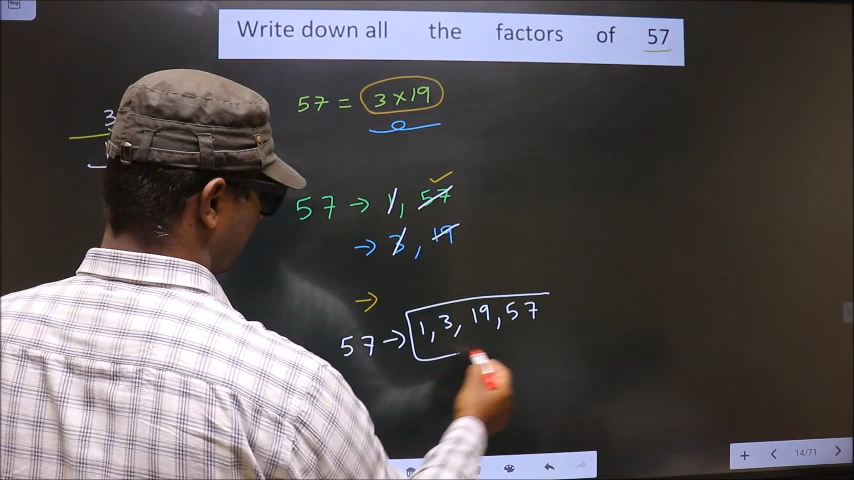 Write down all the factors of 57
3
57 = 3×19
57 → 1, 57
→ 3, 19
→
57 → 1, 3, 19, 57
14/71